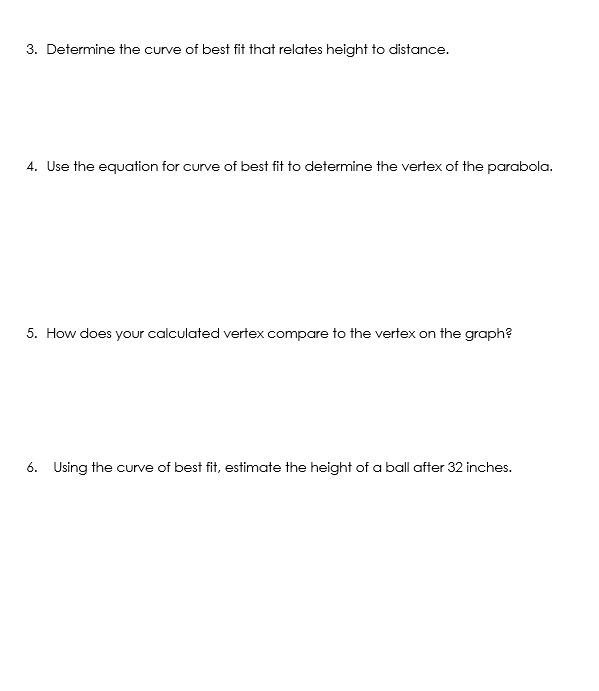 3. Determine the curve of best fit that relates height to distance.
4. Use the equation for curve of best fit to determine the vertex of the parabola.
5. How does your calculated vertex compare to the vertex on the graph?
6. Using the curve of best fit, estimate the height of a ball after 32 inches.